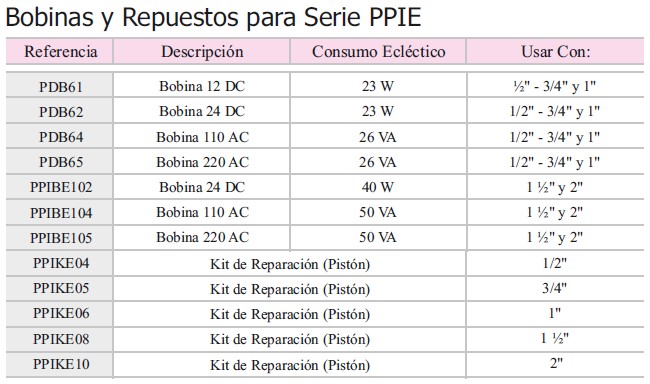 Bobinas y Repuestos para Serie PPIE
Referencia Descripción Consumo Ecléctico Usar Con:
PDB61 Bobina 12 DC 23 W ½" - 3/4" y 1"
PDB62 Bobina 24 DC 23 W 1/2" - 3/4" y 1"
PDB64 Bobina 110 AC 26 VA 1/2" - 3/4" y 1"
PDB65 Bobina 220 AC 26 VA 1/2" - 3/4" y 1"
PPIBE102 Bobina 24 DC 40 W 1 ½" y 2"
PPIBE104 Bobina 110 AC 50 VA 1 ½" y 2"
PPIBE105 Bobina 220 AC 50 VA 1 ½" y 2"
PPIKE04 Kit de Reparación (Pistón) 1/2"
PPIKE05 Kit de Reparación (Pistón) 3/4"
PPIKE06 Kit de Reparación (Pistón) 1"
PPIKE08 Kit de Reparación (Pistón) 1 ½"
PPIKE10 Kit de Reparación (Pistón) 2"